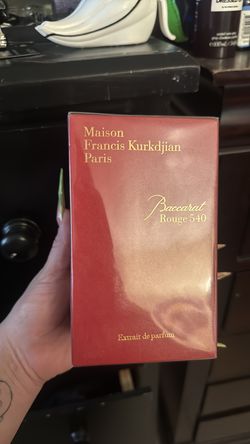 Maison
Francis Kurkdjian
Paris
Baccarat
Rouge 540
Extrait de parfum